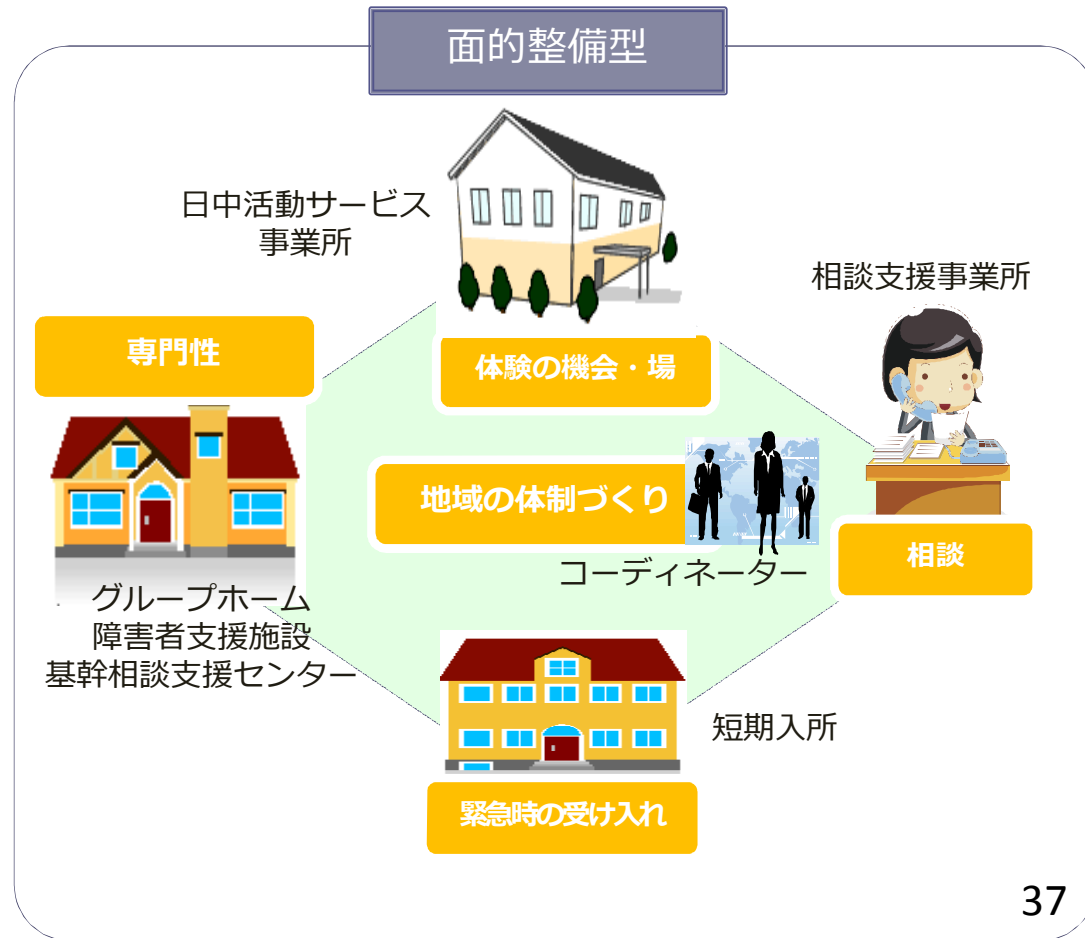 面的整備型
日中活動サービス
事業所
相談支援事業所
専門性
体験の機会・場
地域の体制づくり
コーディネーター
相談
グループホーム
障害者支援施設
基幹相談支援センター
短期入所
緊急時の受け入れ
37